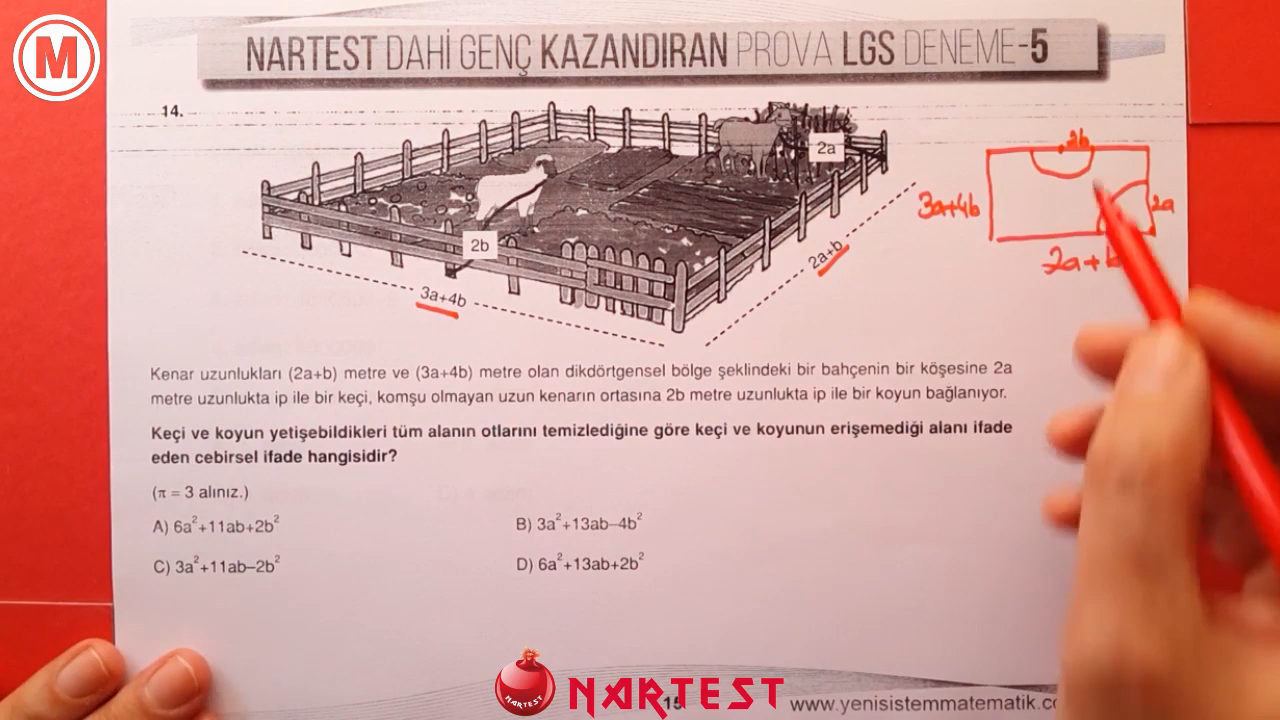 M
NARTEST DAHİ GENÇ KAZANDIRAN PROVA LGS DENEME-5
14.
2a
2b
3a+4b
2a+b
2b
3a+4b
2a
2a+
Kenar uzunlukları (2a+b) metre ve (3a+4b) metre olan dikdörtgensel bölge şeklindeki bir bahçenin bir köşesine 2a
metre uzunlukta ip ile bir keçi, komşu olmayan uzun kenarın ortasına 2b metre uzunlukta ip ile bir koyun bağlanıyor.
Keçi ve koyun yetişebildikleri tüm alanın otlarını temizlediğine göre keçi ve koyunun erişemediği alanı ifade
eden cebirsel ifade hangisidir?
(π = 3 alınız.)
A) 6a²+11ab+2b²
B) 3a²+13ab–4b²
C) 3a²+11ab–2b²
D) 6a²+13ab+2b²
NARTEST
NARTEST
15
www.yenisistemmatematik.co